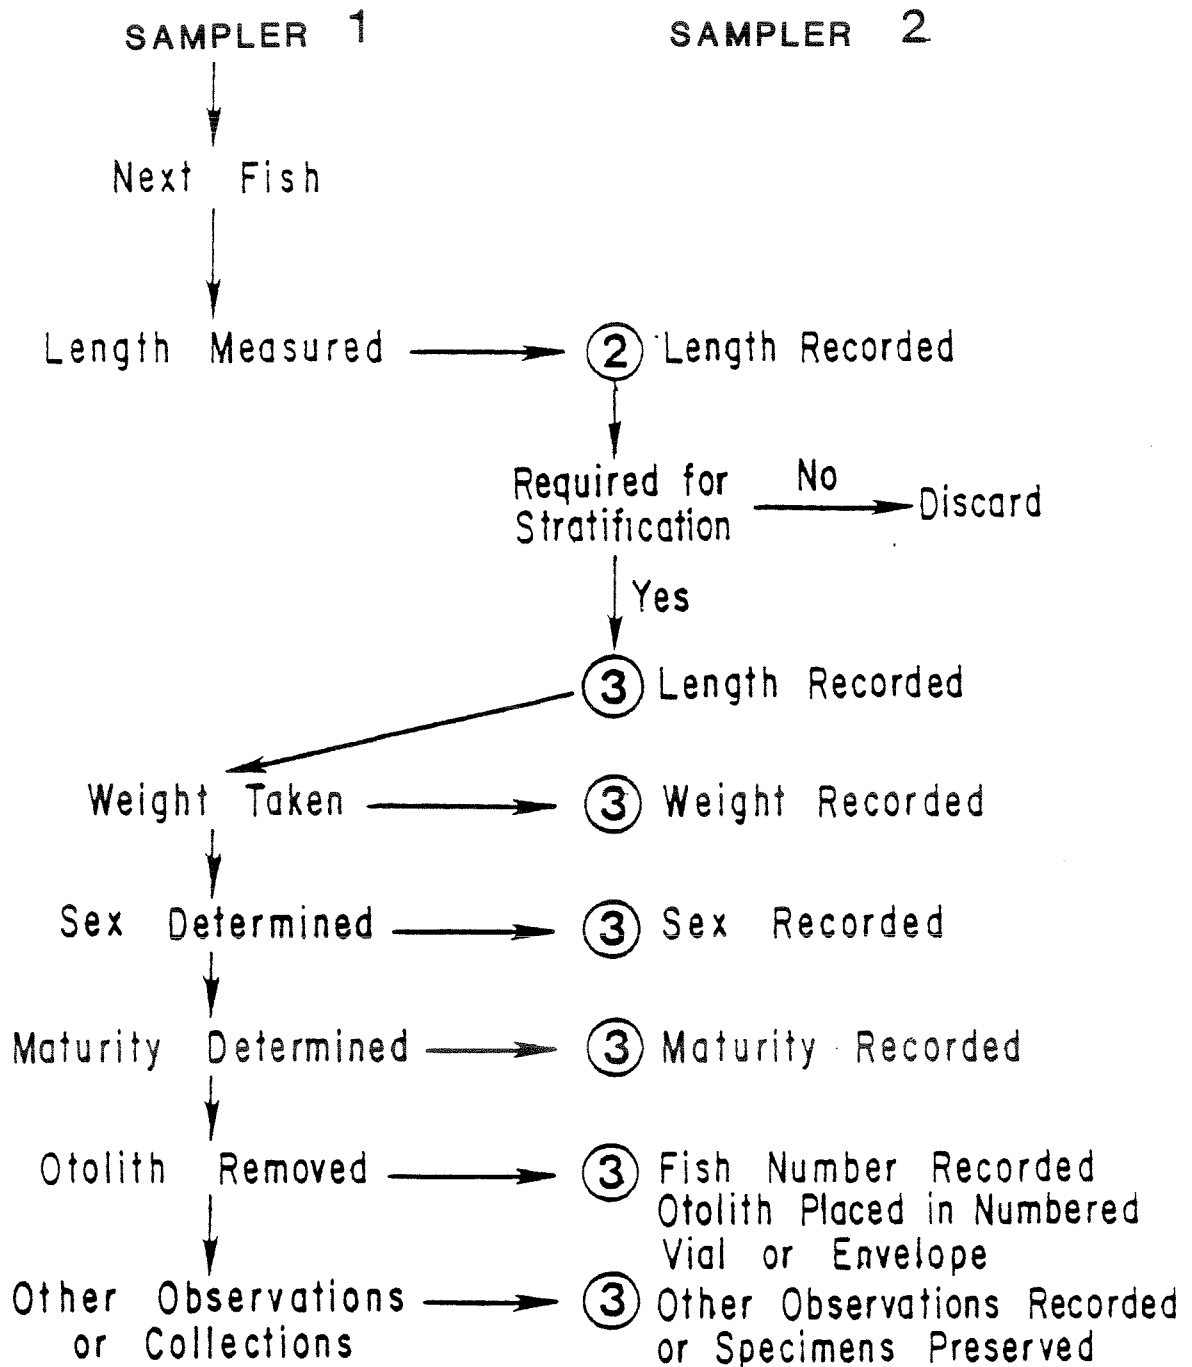 SAMPLER 1
SAMPLER 2
Next Fish
Length Measured
2 Length Recorded
Required for
Stratification
No
Discard
Yes
3 Length Recorded
Weight Taken
3 Weight Recorded
Sex Determined
3 Sex Recorded
Maturity Determined
3 Maturity Recorded
Otolith Removed
3 Fish Number Recorded
Otolith Placed in Numbered
Vial or Envelope
Other Observations
or Collections
3 Other Observations Recorded
or Specimens Preserved